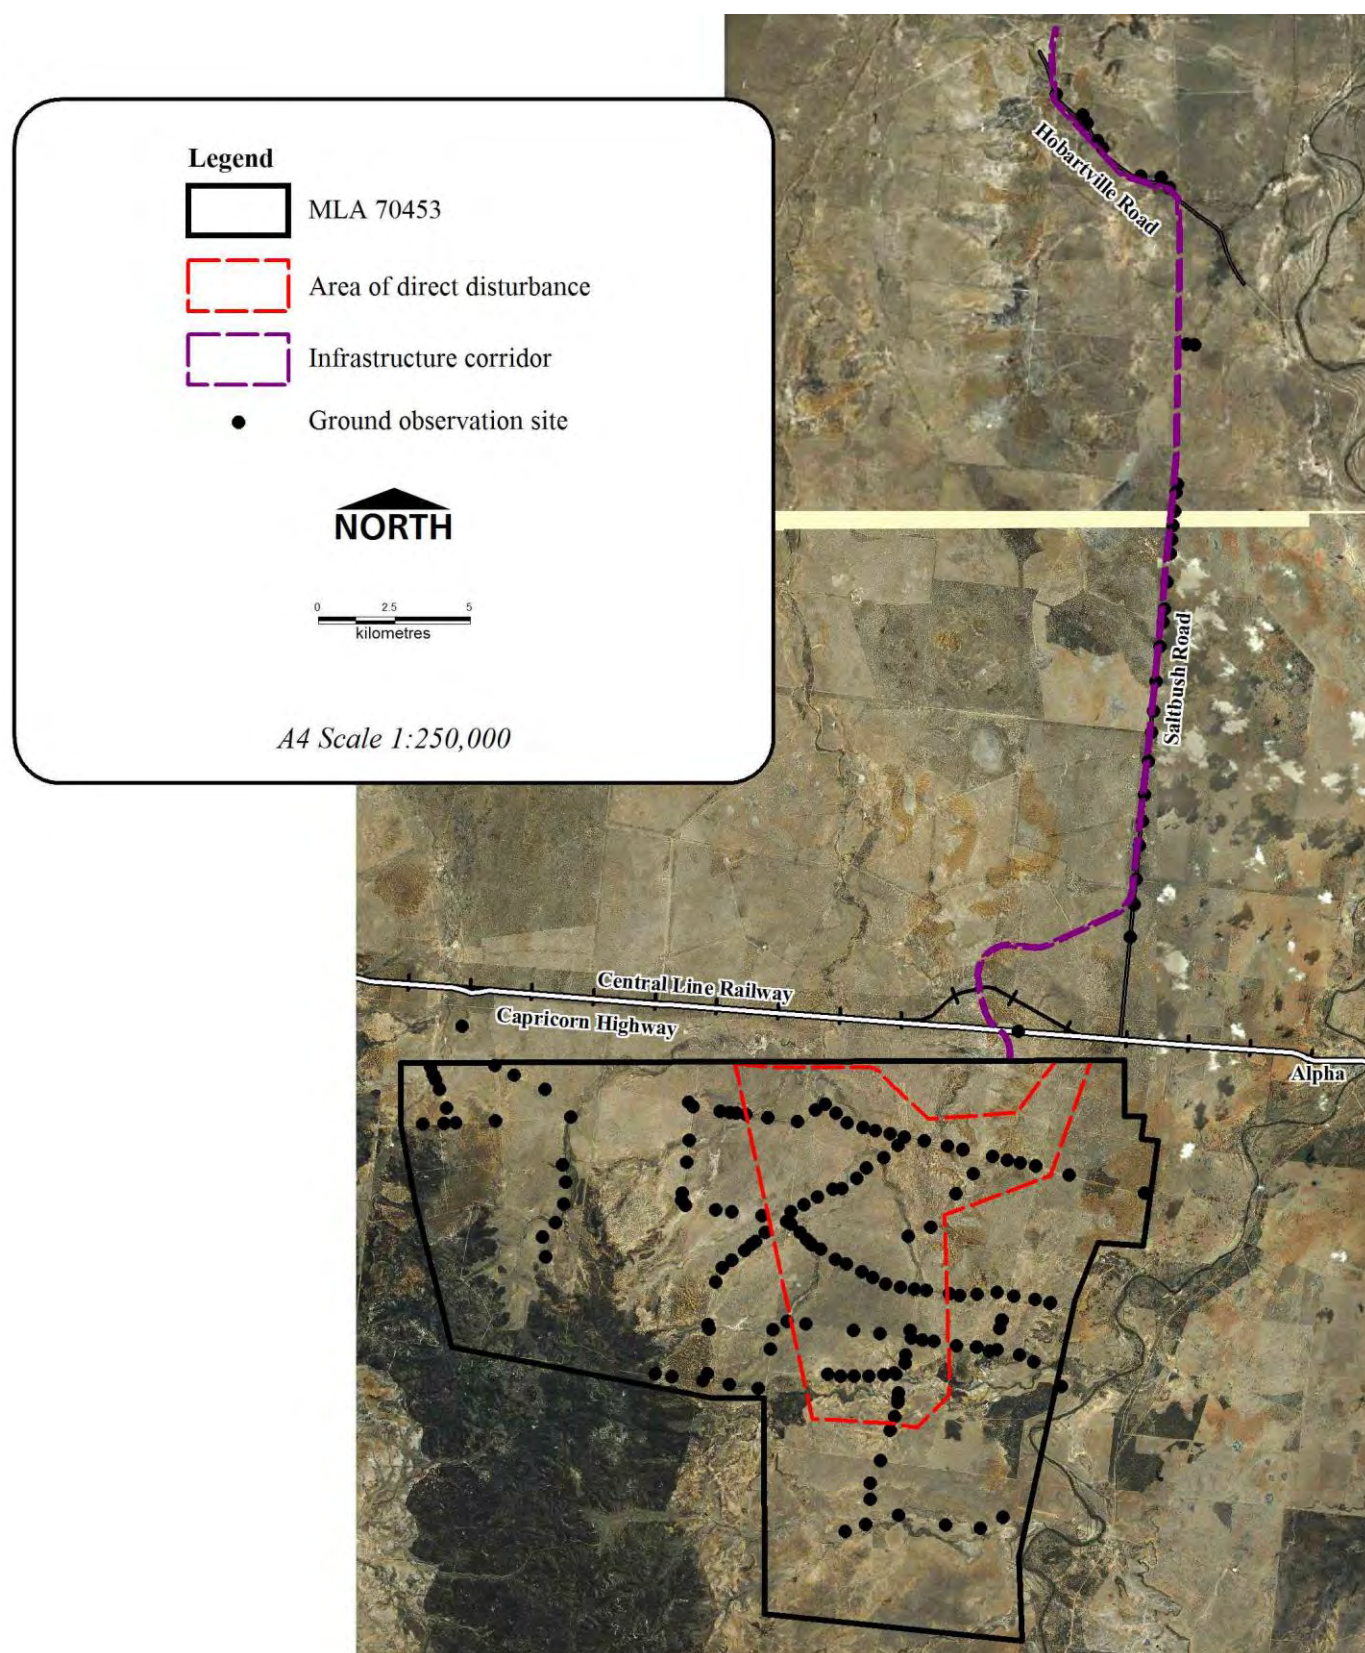 Legend
MLA 70453
Area of direct disturbance
Infrastructure corridor
Ground observation site
NORTH
0 2.5 5
kilometres
A4 Scale 1:250,000
Hobartville Road
Saltbush Road
Central Line Railway
Capricorn Highway
Alpha